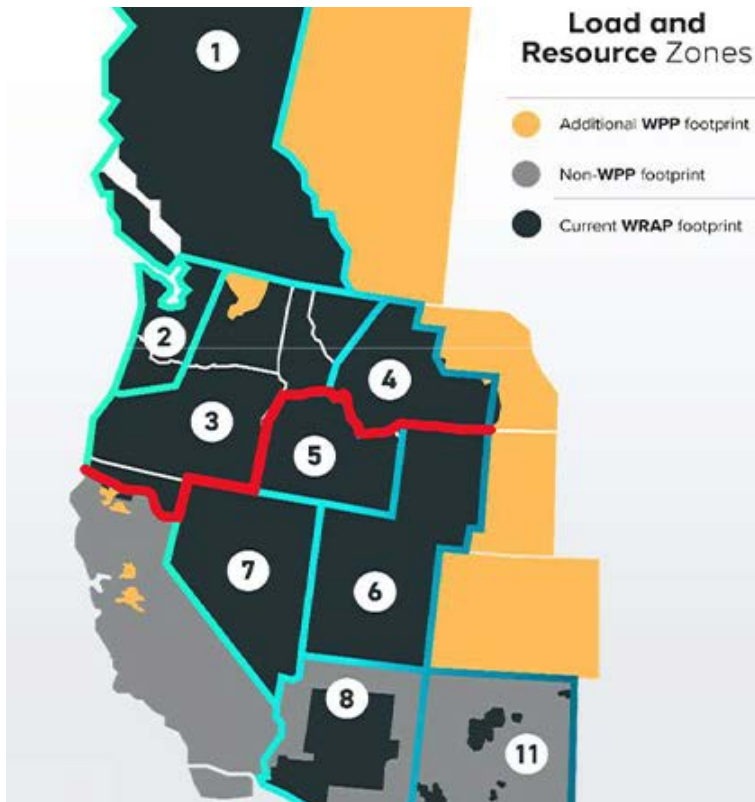 Load and
Resource Zones
Additional WPP footprint
Non-WPP footprint
Current WRAP footprint
1
2
3
4
5
6
7
8
11